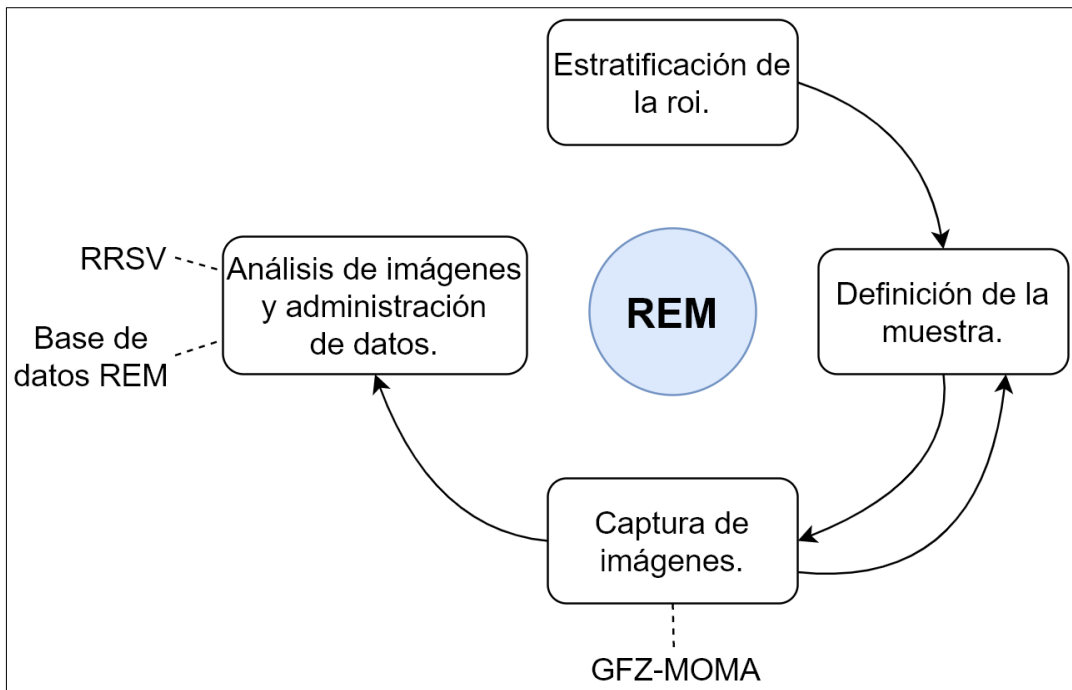 Estratificación de
la roi.
RRSV
Análisis de imágenes
y administración
de datos.
Base de
datos REM
REM
Definición de la
muestra.
Captura de
imágenes.
GFZ-MOMA